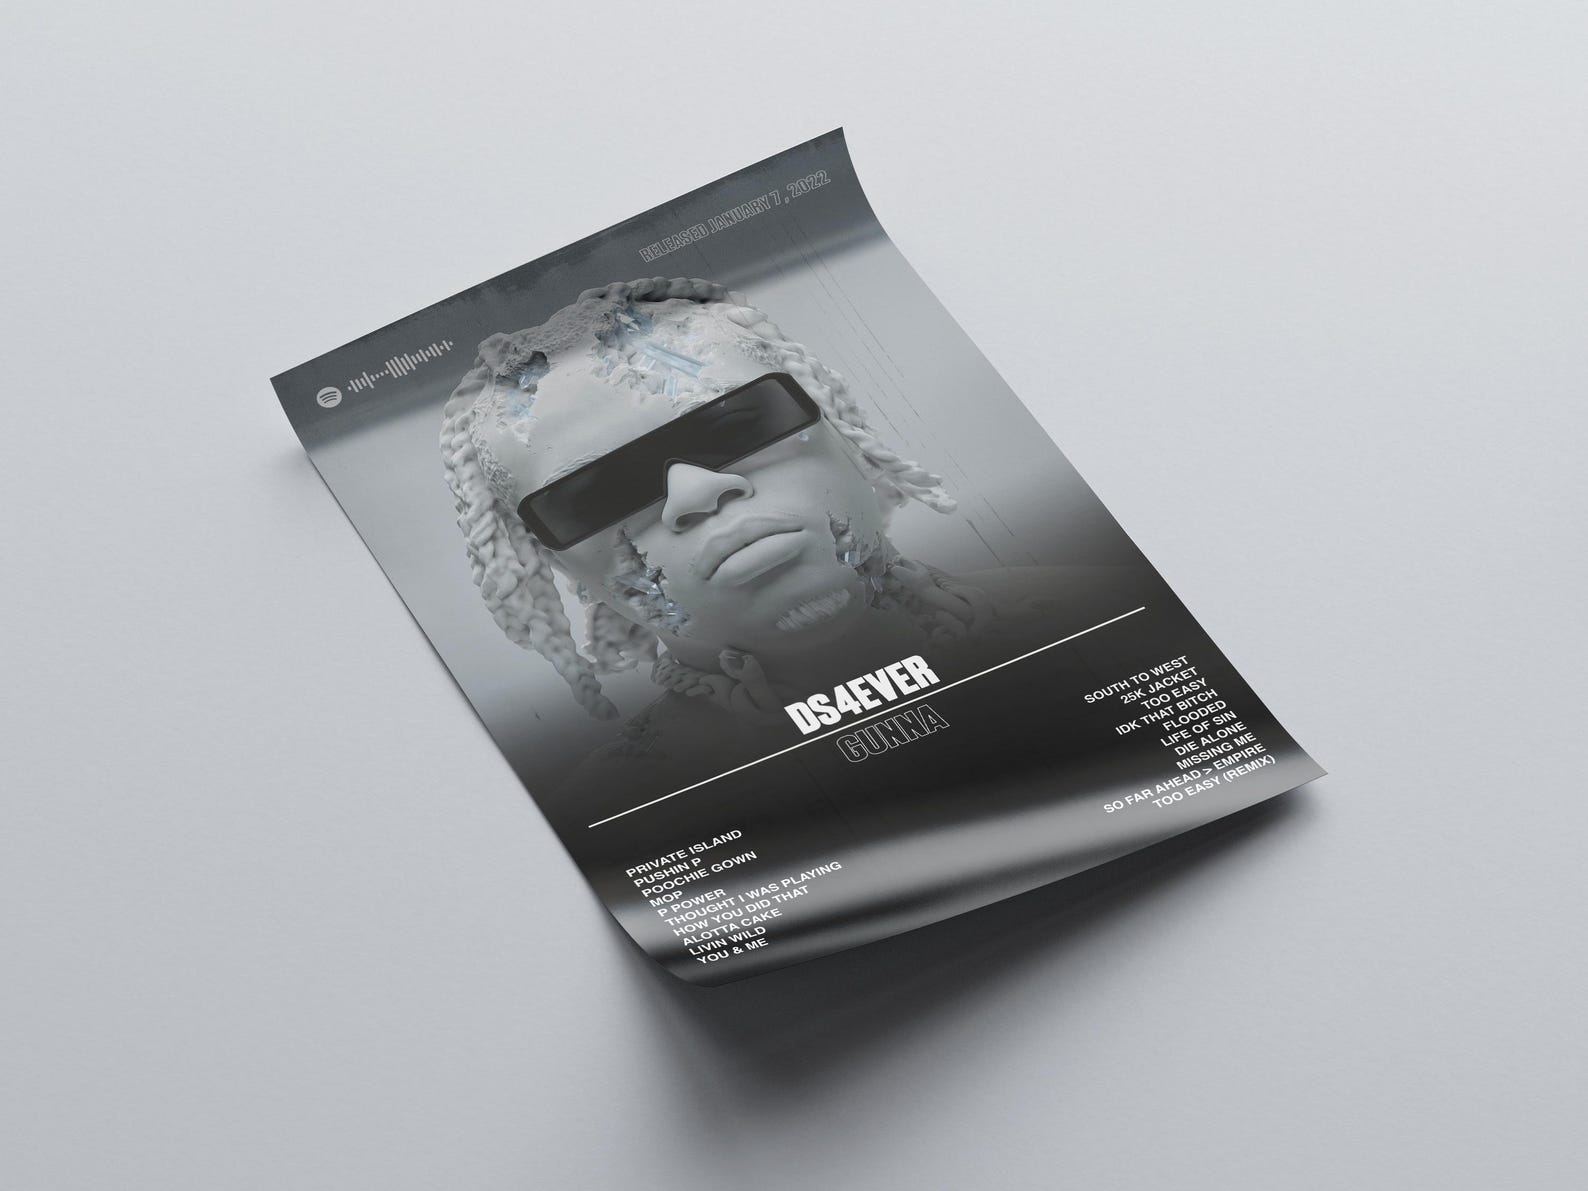 RELEASED JANUARY 7, 2022
DS4EVER
GUNNA
PRIVATE ISLAND
PUSHIN P
POOCHIE GOWN
MOP
P POWER
THOUGHT I WAS PLAYING
HOW YOU DID THAT
ALOTTA CAKE
LIVIN WILD
YOU & ME
SOUTH TO WEST
25K JACKET
TOO EASY
IDK THAT BITCH
FLOODED
LIFE OF SIN
DIE ALONE
MISSING ME
SO FAR AHEAD > EMPIRE
TOO EASY (REMIX)